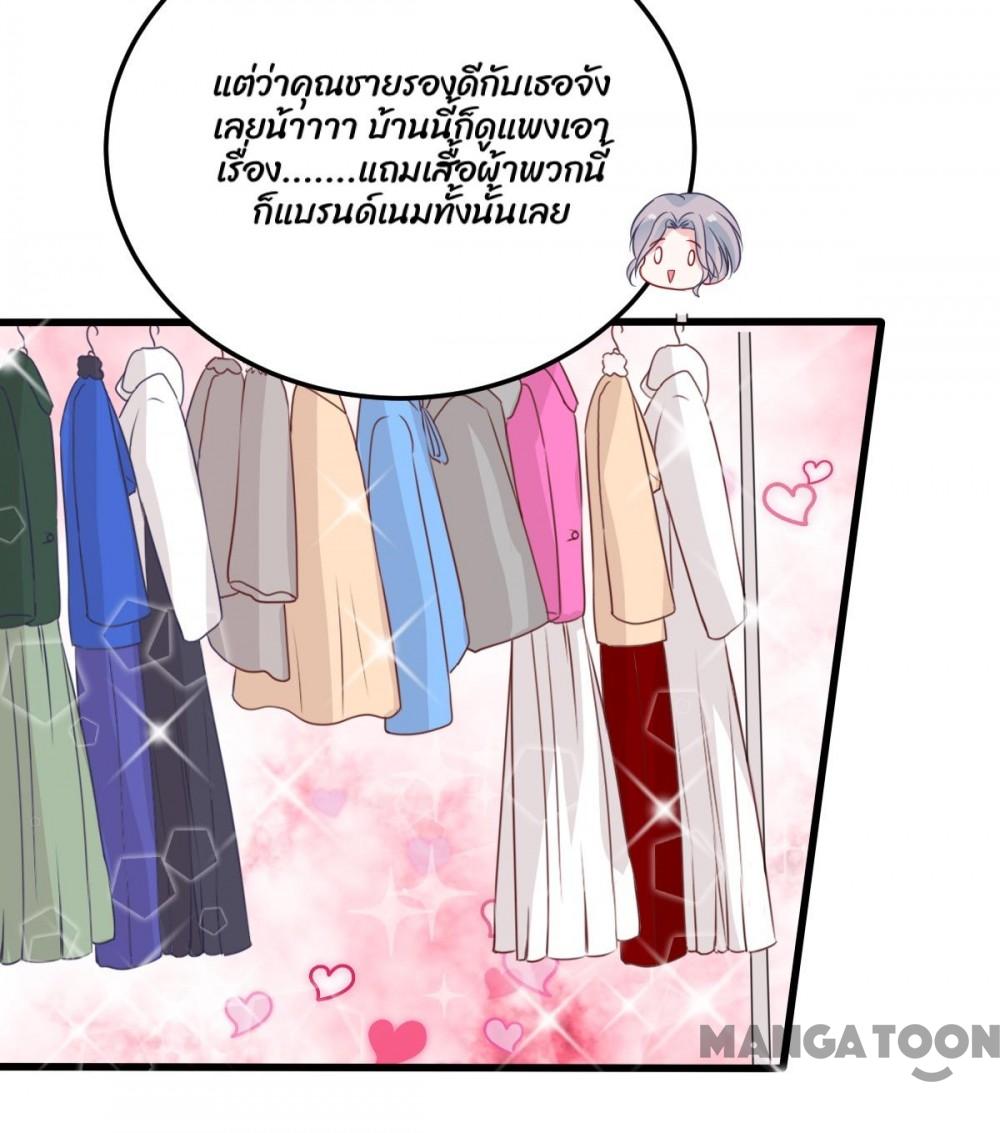 แต่ว่าคุณชายรองดีกับเธอจัง
เลยน้าาาา บ้านนี้ก็ดูแพงเอา
เรื่อง.......แถมเสื้อผ้าพวกนี้
ก็แบรนด์เนมทั้งนั้นเลย
MANGATOON